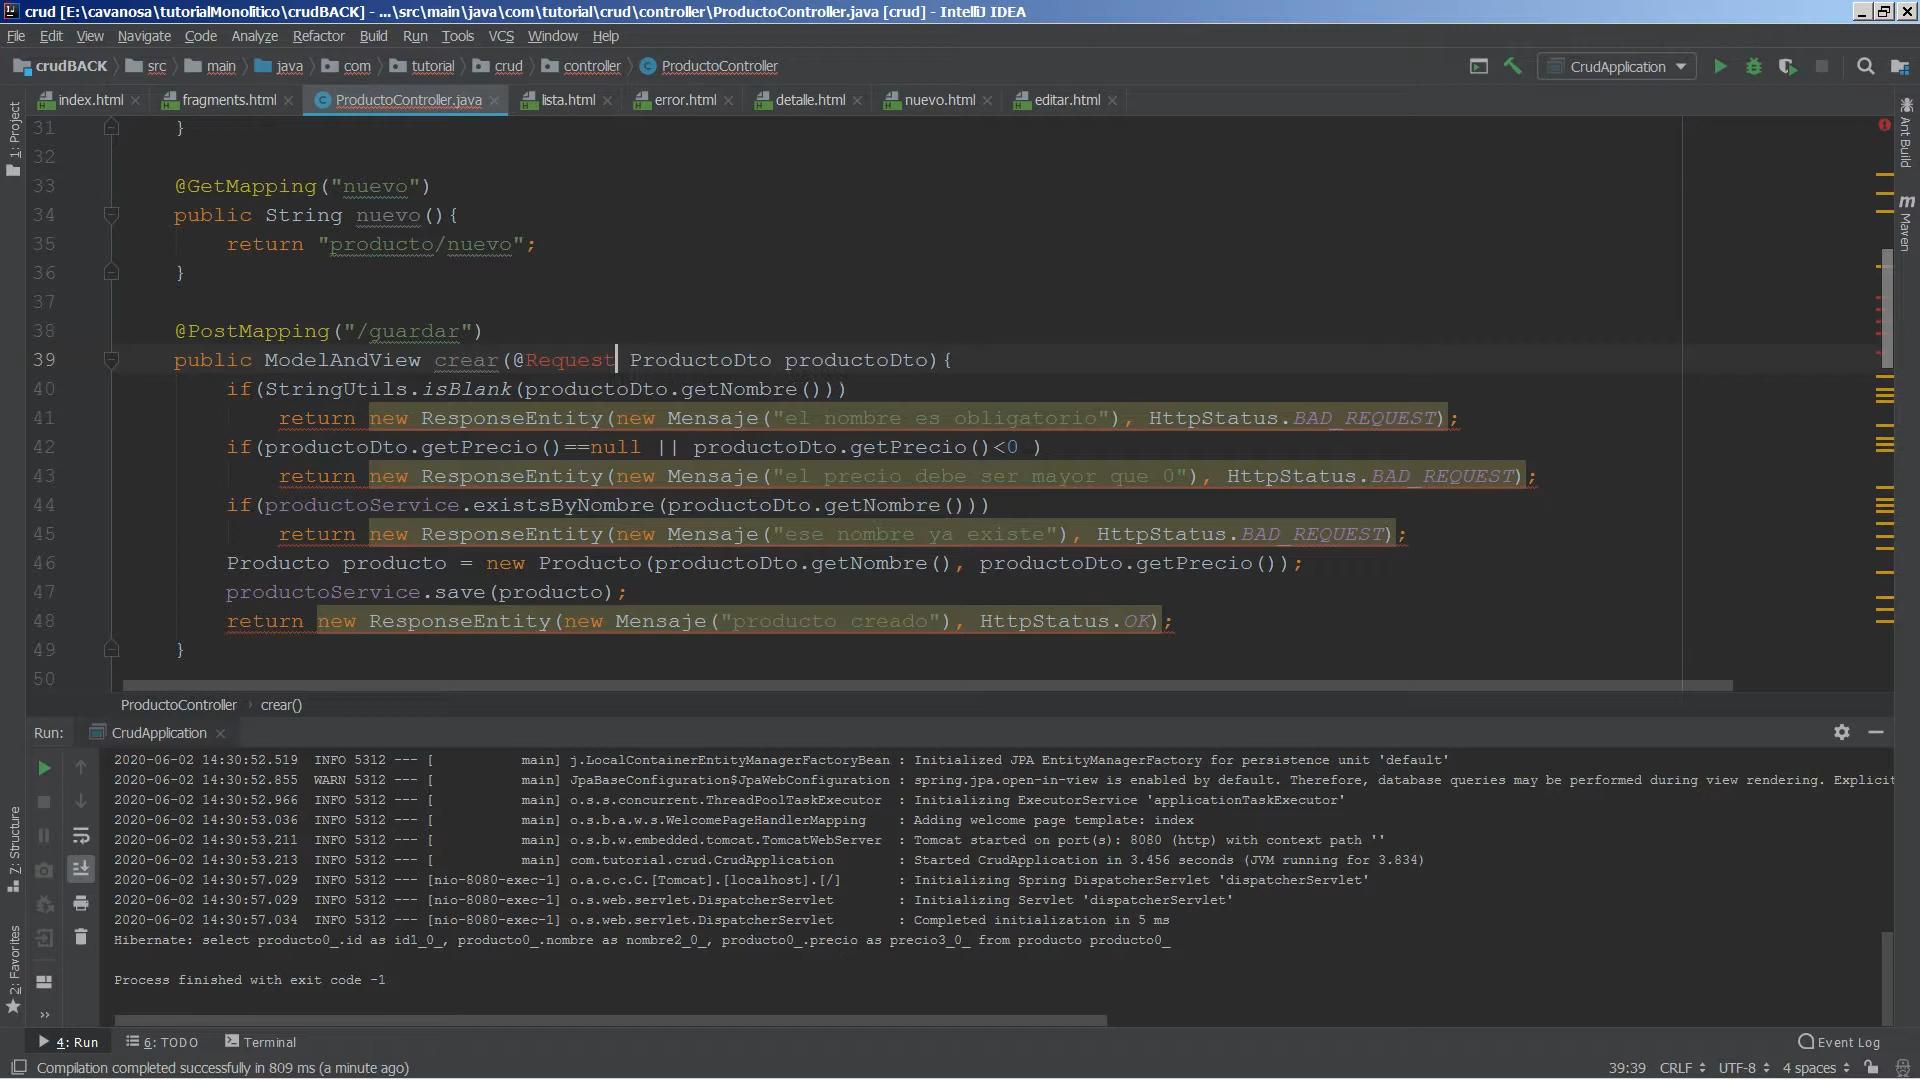 crud [E:\cavanosa\tutorialMonolitico\crudBACK] - ...\src\main\java\com\tutorial\crud\controller\ProductoController.java [crud] - IntelliJ IDEA
File Edit View Navigate Code Analyze Refactor Build Run Tools VCS Window Help
crudBACK src main java com tutorial crud controller ProductoController CrudApplication
index.html fragments.html ProductoController.java lista.html error.html detalle.html nuevo.html editar.html
1: Project
Ant Build
Maven
31 }
32
33 @GetMapping("nuevo")
34 public String nuevo(){
35 return "producto/nuevo";
36 }
37
38 @PostMapping("/guardar")
39 public ModelAndView crear(@Request ProductoDto productoDto){
40 if(StringUtils.isBlank(productoDto.getNombre()))
41 return new ResponseEntity(new Mensaje("el nombre es obligatorio"), HttpStatus.BAD_REQUEST);
42 if(productoDto.getPrecio()==null || productoDto.getPrecio()<0 )
43 return new ResponseEntity(new Mensaje("el precio debe ser mayor que 0"), HttpStatus.BAD_REQUEST);
44 if(productoService.existsByNombre(productoDto.getNombre()))
45 return new ResponseEntity(new Mensaje("ese nombre ya existe"), HttpStatus.BAD_REQUEST);
46 Producto producto = new Producto(productoDto.getNombre(), productoDto.getPrecio());
47 productoService.save(producto);
48 return new ResponseEntity(new Mensaje("producto creado"), HttpStatus.OK);
49 }
50
ProductoController › crear()
Run: CrudApplication
2020-06-02 14:30:52.519  INFO 5312 --- [           main] j.LocalContainerEntityManagerFactoryBean : Initialized JPA EntityManagerFactory for persistence unit 'default'
2020-06-02 14:30:52.855  WARN 5312 --- [           main] JpaBaseConfiguration$JpaWebConfiguration : spring.jpa.open-in-view is enabled by default. Therefore, database queries may be performed during view rendering. Explicit
2020-06-02 14:30:52.966  INFO 5312 --- [           main] o.s.s.concurrent.ThreadPoolTaskExecutor  : Initializing ExecutorService 'applicationTaskExecutor'
2020-06-02 14:30:53.036  INFO 5312 --- [           main] o.s.b.a.w.s.WelcomePageHandlerMapping    : Adding welcome page template: index
2020-06-02 14:30:53.211  INFO 5312 --- [           main] o.s.b.w.embedded.tomcat.TomcatWebServer  : Tomcat started on port(s): 8080 (http) with context path ''
2020-06-02 14:30:53.213  INFO 5312 --- [           main] com.tutorial.crud.CrudApplication        : Started CrudApplication in 3.456 seconds (JVM running for 3.834)
2020-06-02 14:30:57.029  INFO 5312 --- [nio-8080-exec-1] o.a.c.c.C.[Tomcat].[localhost].[/]       : Initializing Spring DispatcherServlet 'dispatcherServlet'
2020-06-02 14:30:57.029  INFO 5312 --- [nio-8080-exec-1] o.s.web.servlet.DispatcherServlet        : Initializing Servlet 'dispatcherServlet'
2020-06-02 14:30:57.034  INFO 5312 --- [nio-8080-exec-1] o.s.web.servlet.DispatcherServlet        : Completed initialization in 5 ms
Hibernate: select producto0_.id as id1_0_, producto0_.nombre as nombre2_0_, producto0_.precio as precio3_0_ from producto producto0_
Process finished with exit code -1
Z: Structure
2: Favorites
4: Run 6: TODO Terminal Event Log
Compilation completed successfully in 809 ms (a minute ago) 39:39 CRLF UTF-8 4 spaces